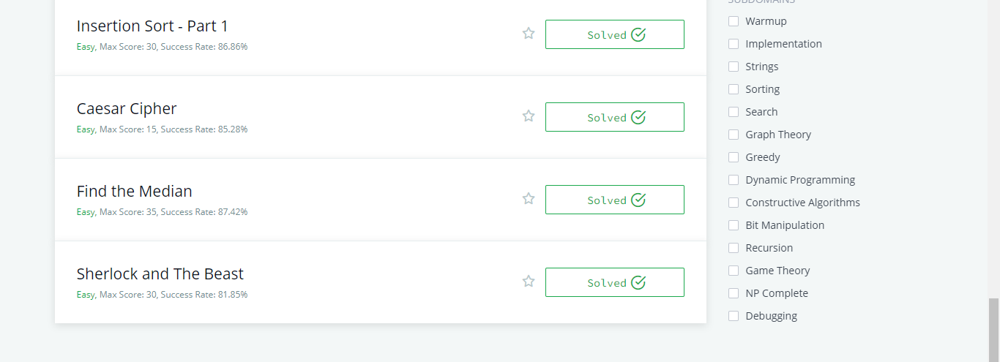 Insertion Sort - Part 1
Easy, Max Score: 30, Success Rate: 86.86%
Solved
Caesar Cipher
Easy, Max Score: 15, Success Rate: 85.28%
Solved
Find the Median
Easy, Max Score: 35, Success Rate: 87.42%
Solved
Sherlock and The Beast
Easy, Max Score: 30, Success Rate: 81.85%
Solved
SUBDOMAINS
Warmup
Implementation
Strings
Sorting
Search
Graph Theory
Greedy
Dynamic Programming
Constructive Algorithms
Bit Manipulation
Recursion
Game Theory
NP Complete
Debugging